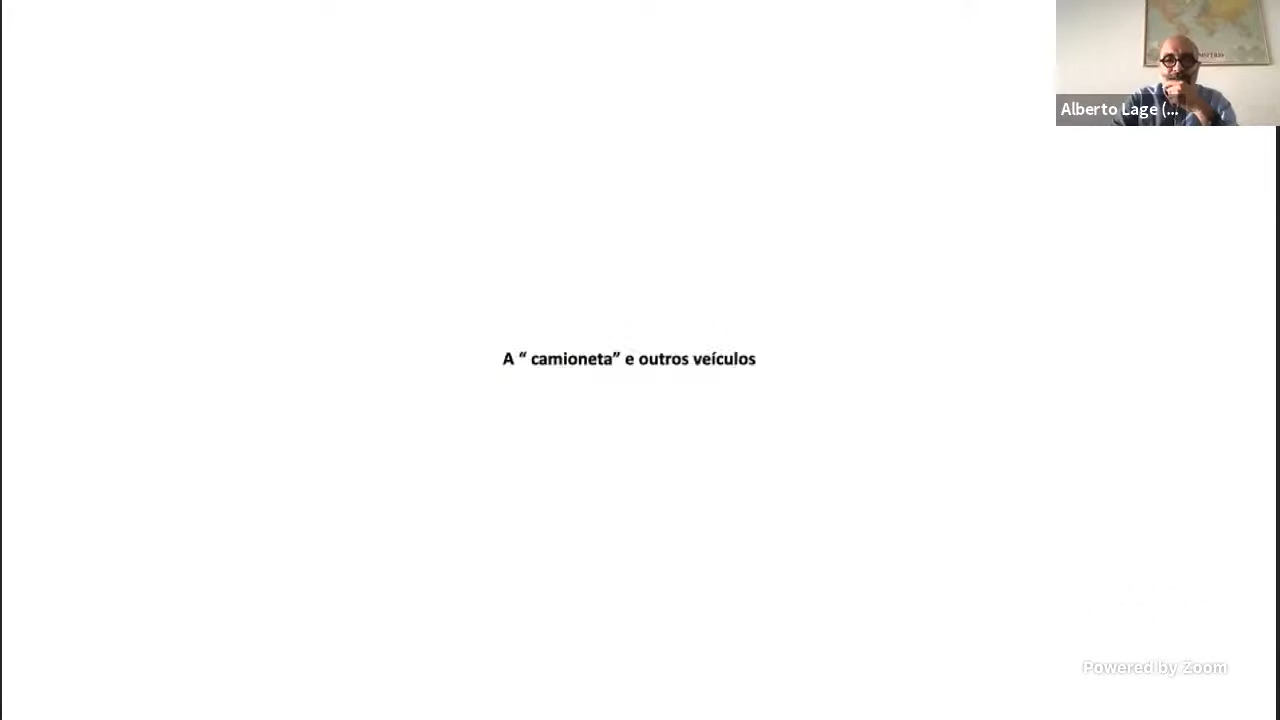 Alberto Lage (...
A “ camioneta” e outros veículos
Powered by Zoom